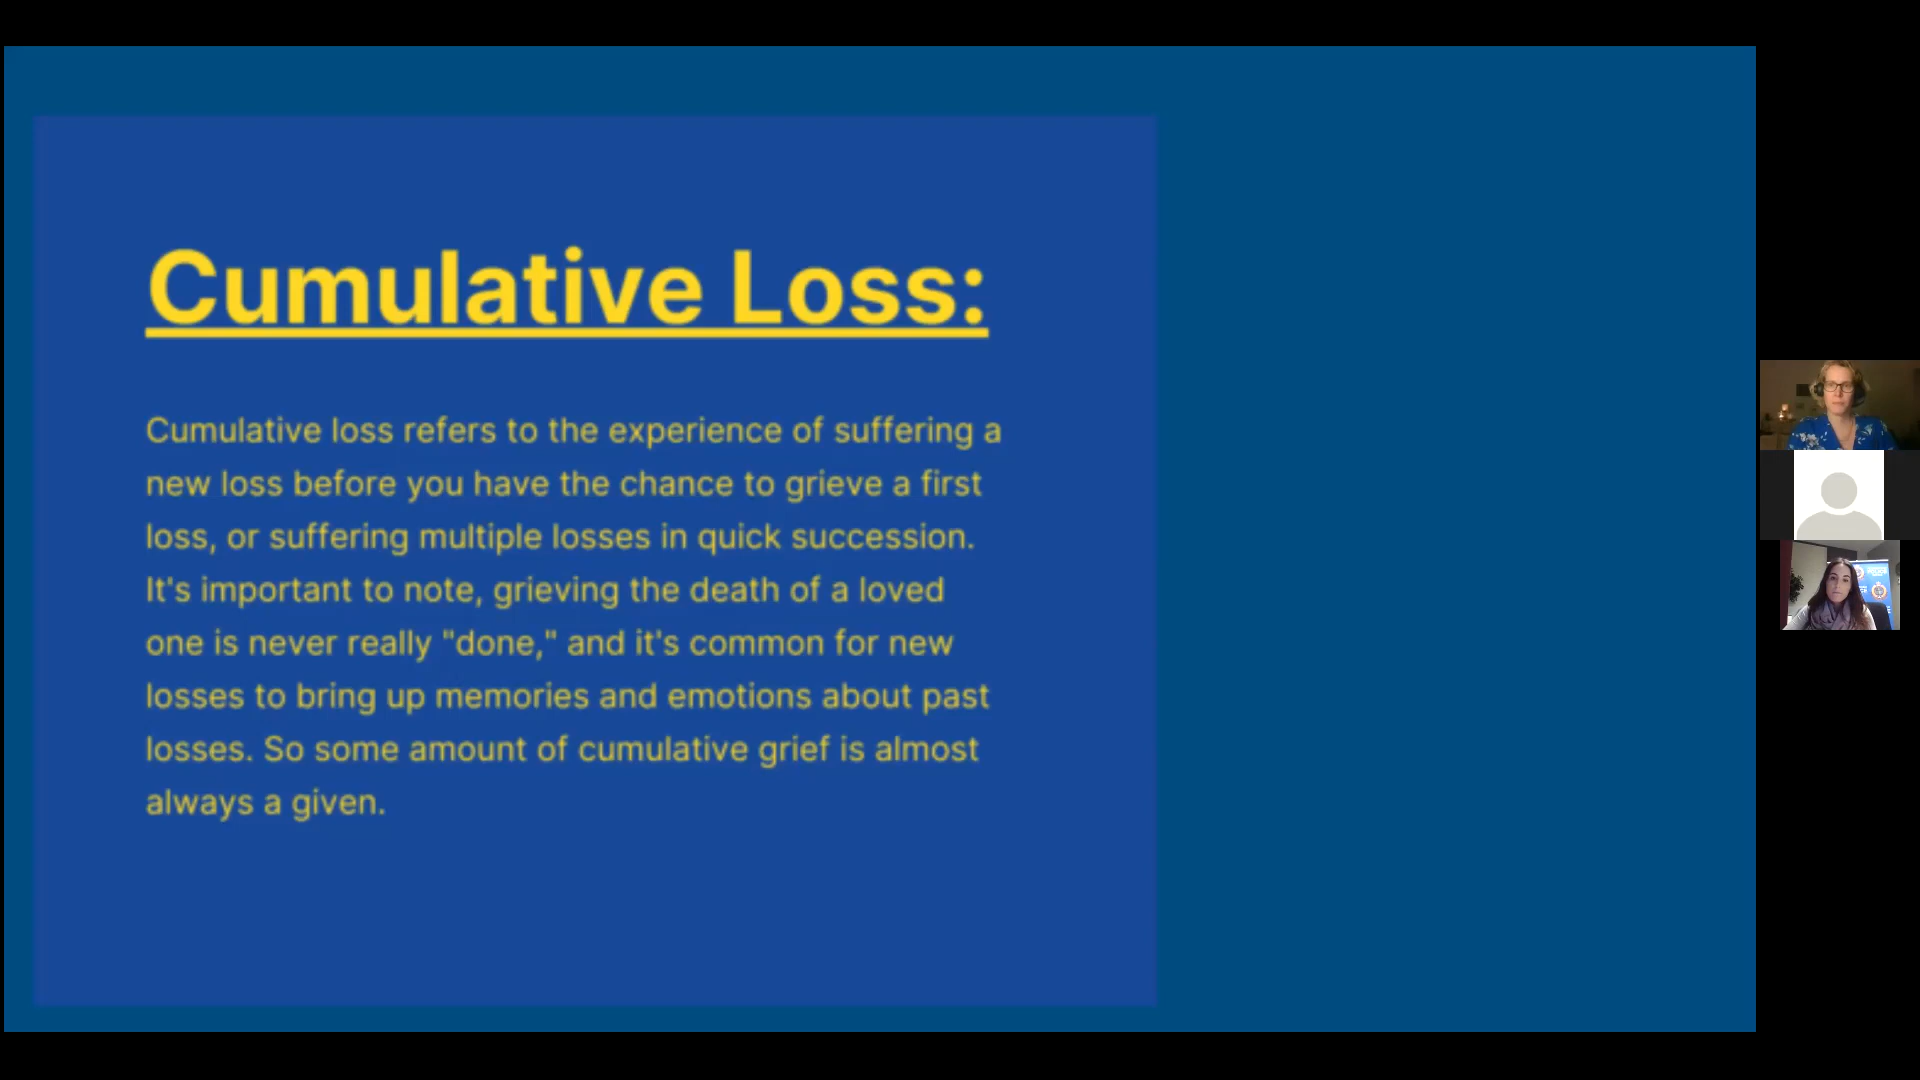 Cumulative Loss:
Cumulative loss refers to the experience of suffering a
new loss before you have the chance to grieve a first
loss, or suffering multiple losses in quick succession.
It's important to note, grieving the death of a loved
one is never really "done," and it's common for new
losses to bring up memories and emotions about past
losses. So some amount of cumulative grief is almost
always a given.